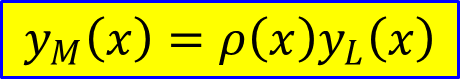 y_M(x) = ρ(x)y_L(x)